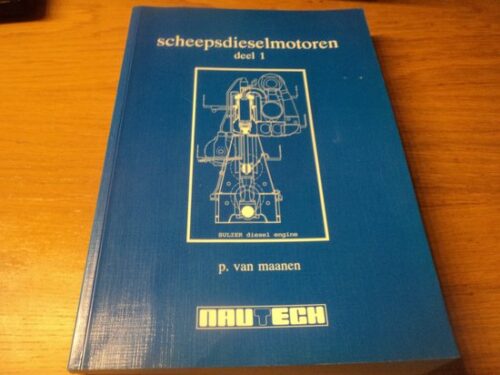 scheepsdieselmotoren
deel 1
SULZER diesel engine
p. van maanen
NAUTECH